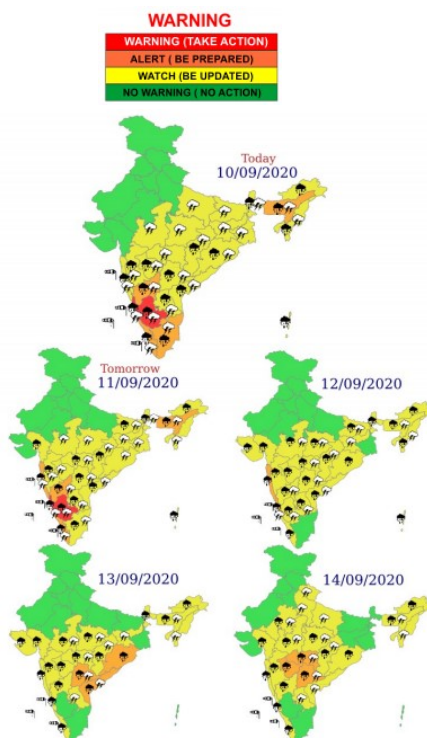 WARNING
WARNING (TAKE ACTION)
ALERT ( BE PREPARED)
WATCH (BE UPDATED)
NO WARNING ( NO ACTION)
Today
10/09/2020
Tomorrow
11/09/2020
12/09/2020
13/09/2020
14/09/2020